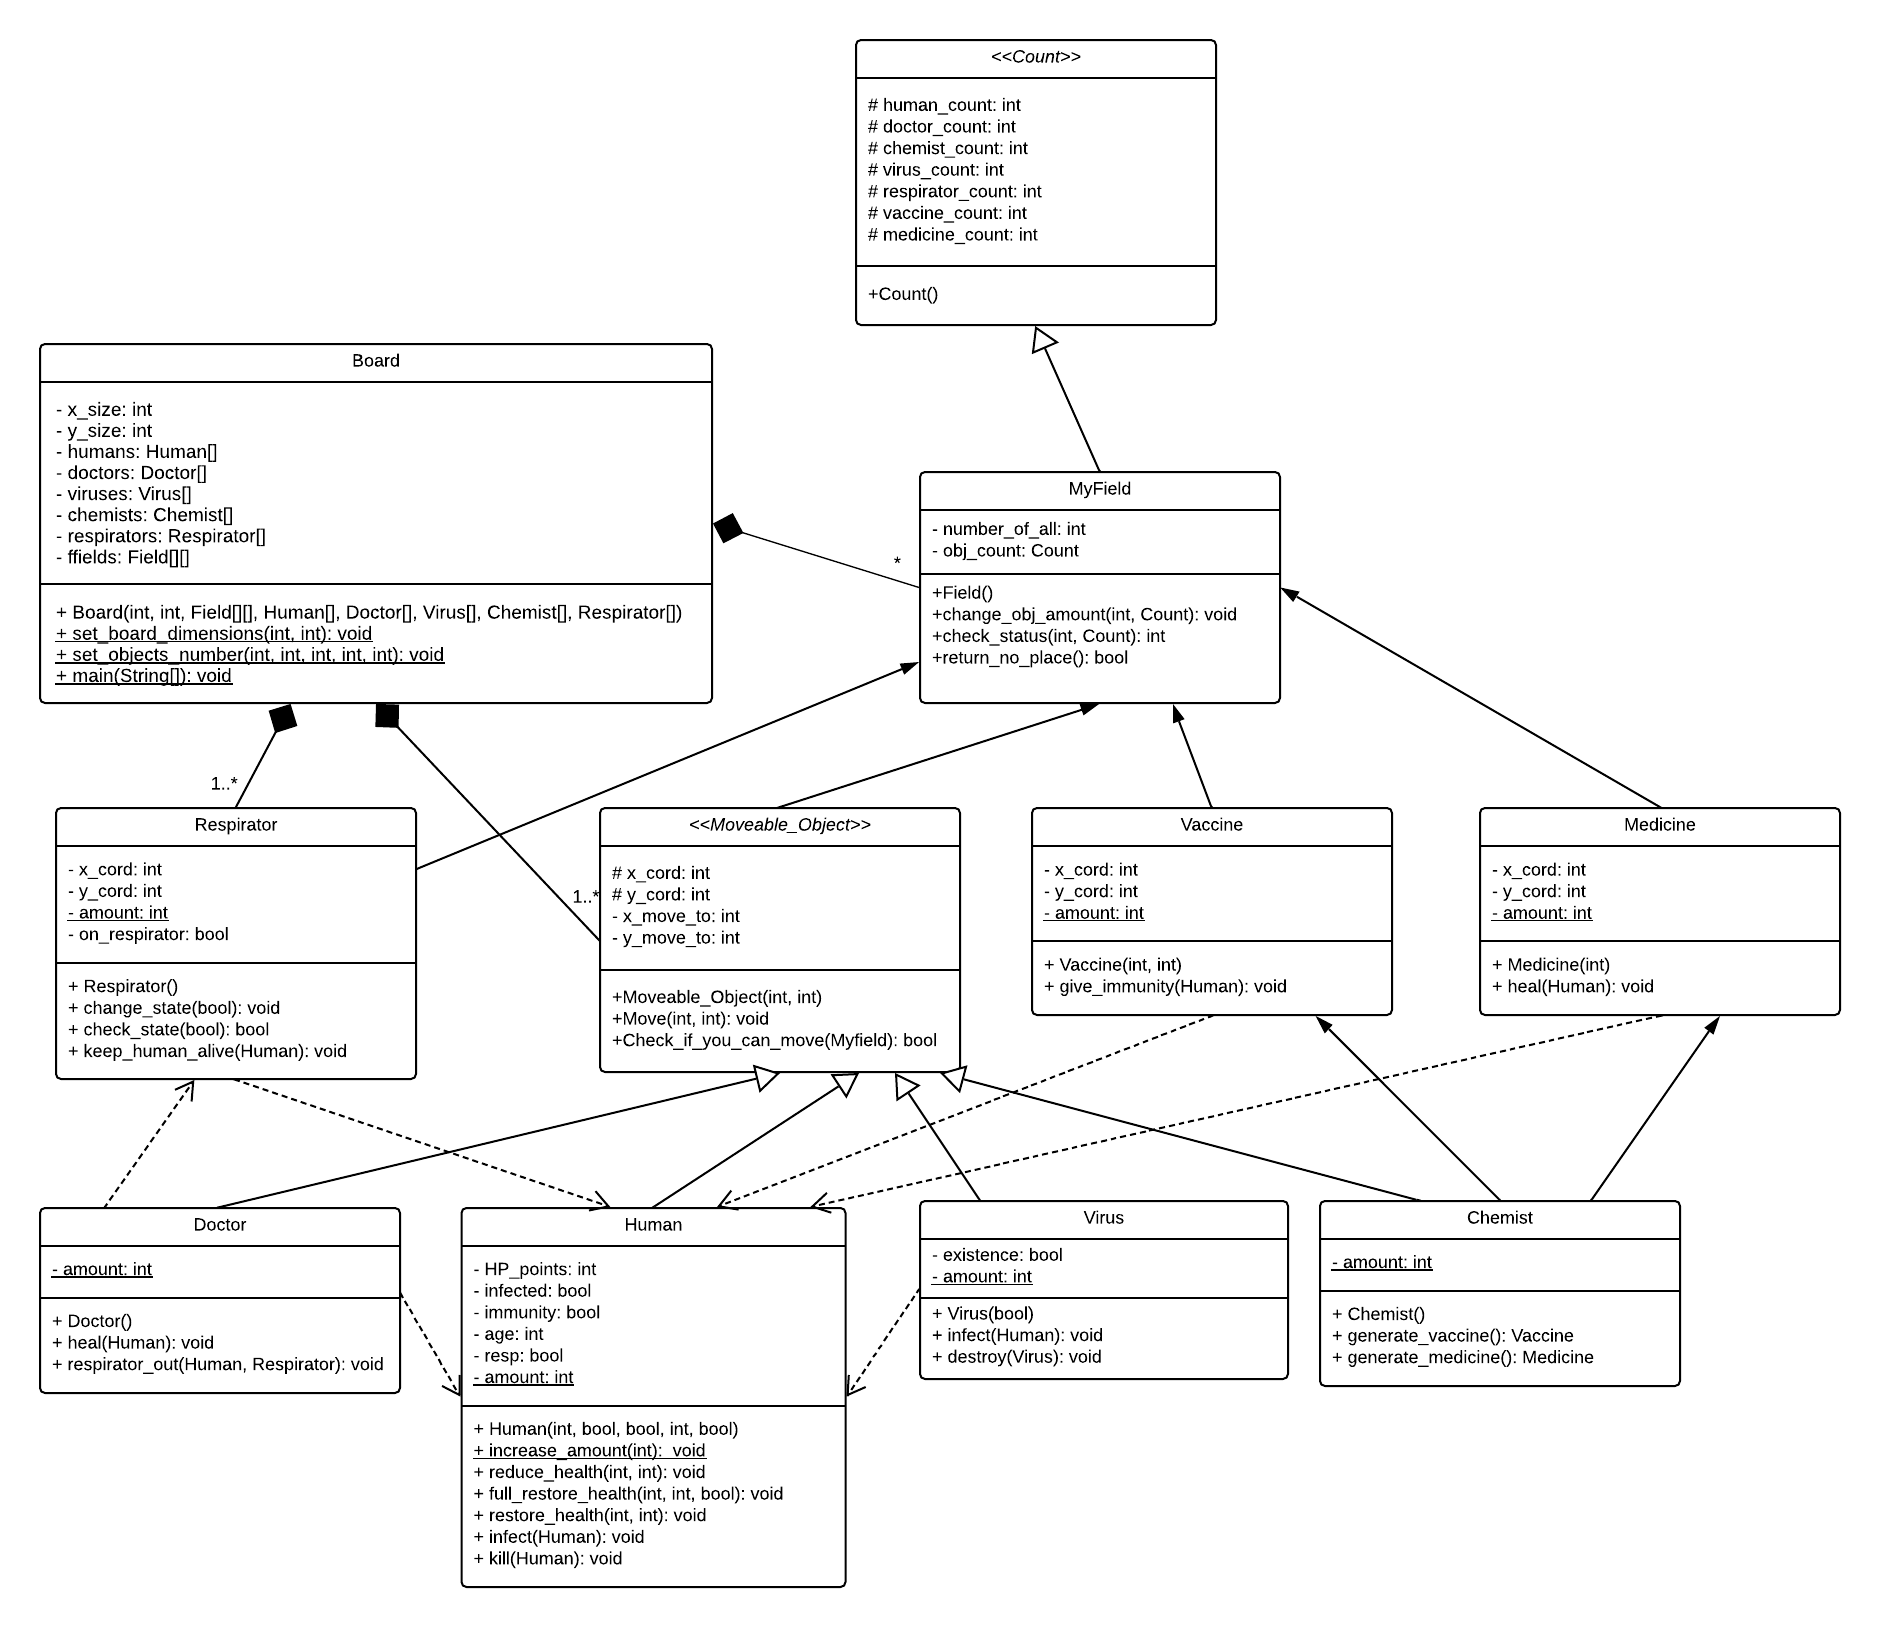 <<Count>>
# human_count: int
# doctor_count: int
# chemist_count: int
# virus_count: int
# respirator_count: int
# vaccine_count: int
# medicine_count: int
+Count()
Board
- x_size: int
- y_size: int
- humans: Human[]
- doctors: Doctor[]
- viruses: Virus[]
- chemists: Chemist[]
- respirators: Respirator[]
- ffields: Field[][]
+ Board(int, int, Field[][], Human[], Doctor[], Virus[], Chemist[], Respirator[])
+ set_board_dimensions(int, int): void
+ set_objects_number(int, int, int, int, int): void
+ main(String[]): void
*
MyField
- number_of_all: int
- obj_count: Count
+Field()
+change_obj_amount(int, Count): void
+check_status(int, Count): int
+return_no_place(): bool
1..*
1..*
Respirator
- x_cord: int
- y_cord: int
- amount: int
- on_respirator: bool
+ Respirator()
+ change_state(bool): void
+ check_state(bool): bool
+ keep_human_alive(Human): void
<<Moveable_Object>>
# x_cord: int
# y_cord: int
- x_move_to: int
- y_move_to: int
+Moveable_Object(int, int)
+Move(int, int): void
+Check_if_you_can_move(Myfield): bool
Vaccine
- x_cord: int
- y_cord: int
- amount: int
+ Vaccine(int, int)
+ give_immunity(Human): void
Medicine
- x_cord: int
- y_cord: int
- amount: int
+ Medicine(int)
+ heal(Human): void
Doctor
- amount: int
+ Doctor()
+ heal(Human): void
+ respirator_out(Human, Respirator): void
Human
- HP_points: int
- infected: bool
- immunity: bool
- age: int
- resp: bool
- amount: int
+ Human(int, bool, bool, int, bool)
+ increase_amount(int):  void
+ reduce_health(int, int): void
+ full_restore_health(int, int, bool): void
+ restore_health(int, int): void
+ infect(Human): void
+ kill(Human): void
Virus
- existence: bool
- amount: int
+ Virus(bool)
+ infect(Human): void
+ destroy(Virus): void
Chemist
- amount: int
+ Chemist()
+ generate_vaccine(): Vaccine
+ generate_medicine(): Medicine